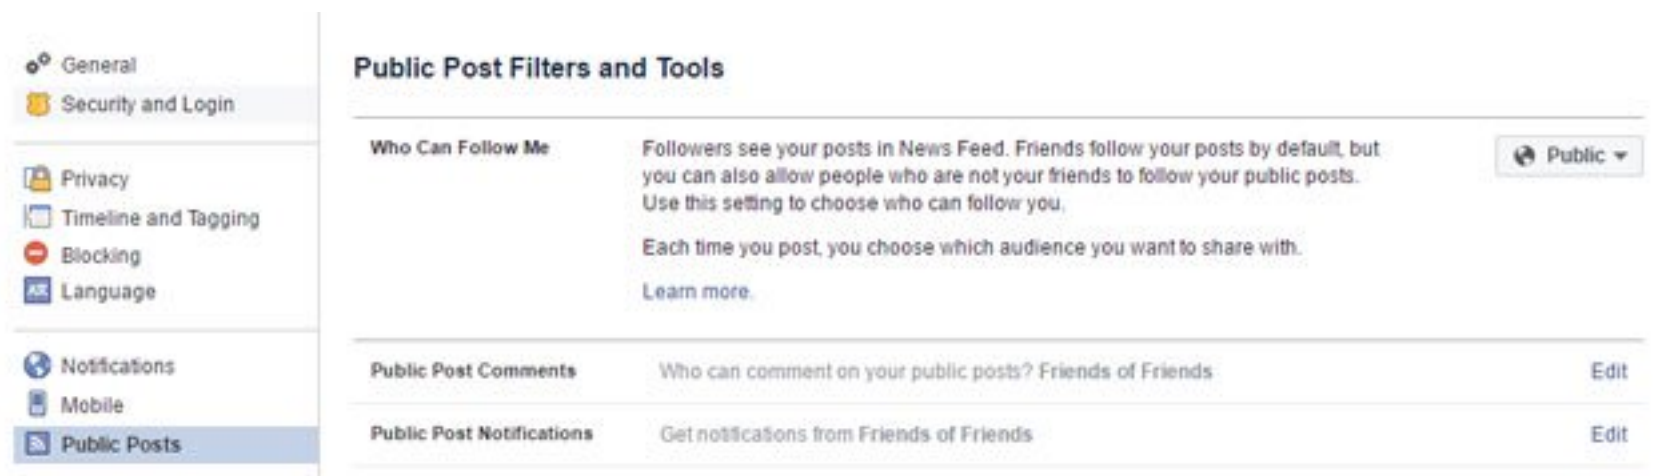 General
Security and Login
Privacy
Timeline and Tagging
Blocking
Language
Notifications
Mobile
Public Posts
Public Post Filters and Tools
Who Can Follow Me
Followers see your posts in News Feed. Friends follow your posts by default, but
you can also allow people who are not your friends to follow your public posts.
Use this setting to choose who can follow you.
Each time you post, you choose which audience you want to share with.
Learn more.
Public
Public Post Comments Who can comment on your public posts? Friends of Friends Edit
Public Post Notifications Get notifications from Friends of Friends Edit